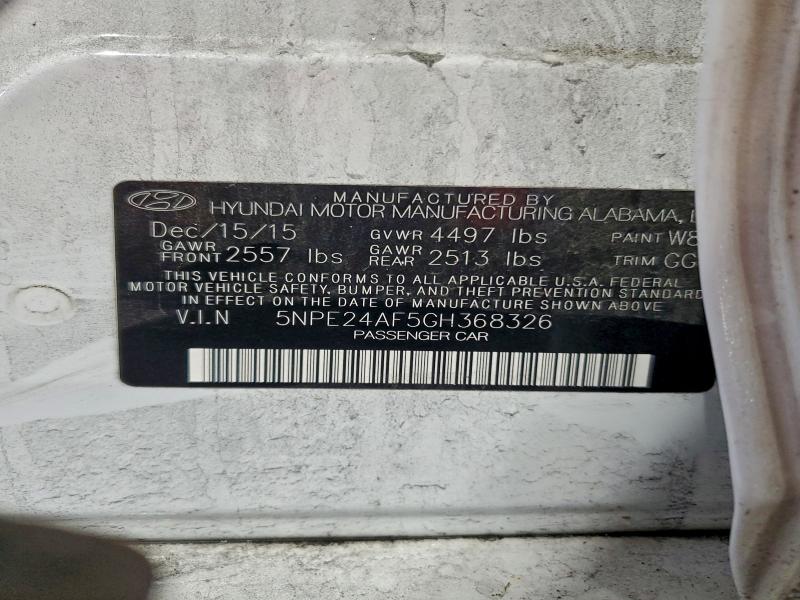 MANUFACTURED BY
HYUNDAI MOTOR MANUFACTURING ALABAMA,
Dec/15/15 GVWR 4497 lbs PAINT W8
GAWR FRONT 2557 lbs GAWR REAR 2513 lbs TRIM GG
THIS VEHICLE CONFORMS TO ALL APPLICABLE U.S.A. FEDERAL
MOTOR VEHICLE SAFETY, BUMPER, AND THEFT PREVENTION STANDARD
IN EFFECT ON THE DATE OF MANUFACTURE SHOWN ABOVE
V.I.N 5NPE24AF5GH368326
PASSENGER CAR